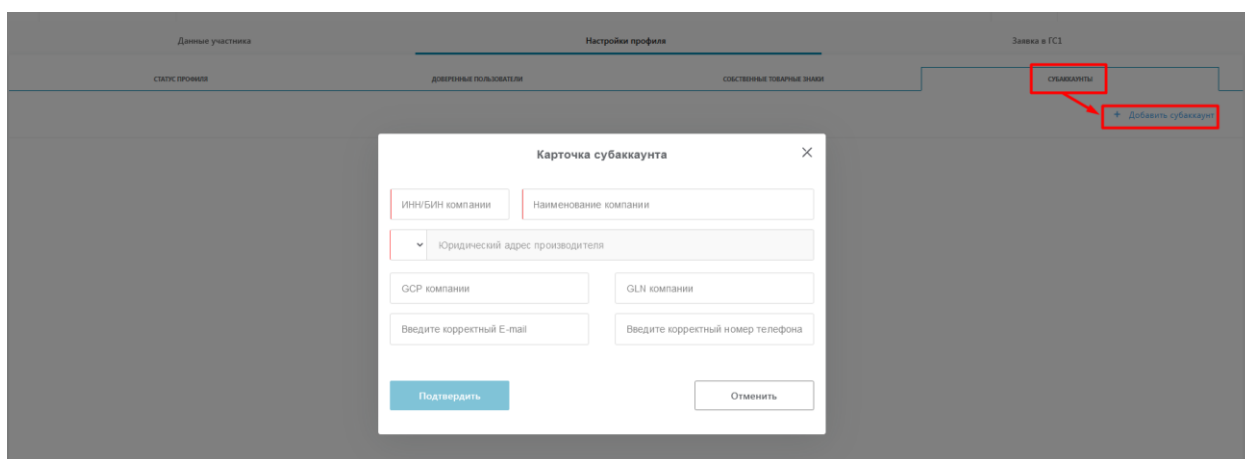 Данные участника Настройки профиля Заявка в ГС1
СТАТУС ПРОФИЛЯ ДОВЕРЕННЫЕ ПОЛЬЗОВАТЕЛИ СОБСТВЕННЫЕ ТОВАРНЫЕ ЗНАКИ СУБАККАУНТЫ
+ Добавить субаккаунт
Карточка субаккаунта
ИНН/БИН компании Наименование компании
Юридический адрес производителя
GCP компании GLN компании
Введите корректный E-mail Введите корректный номер телефона
Подтвердить Отменить